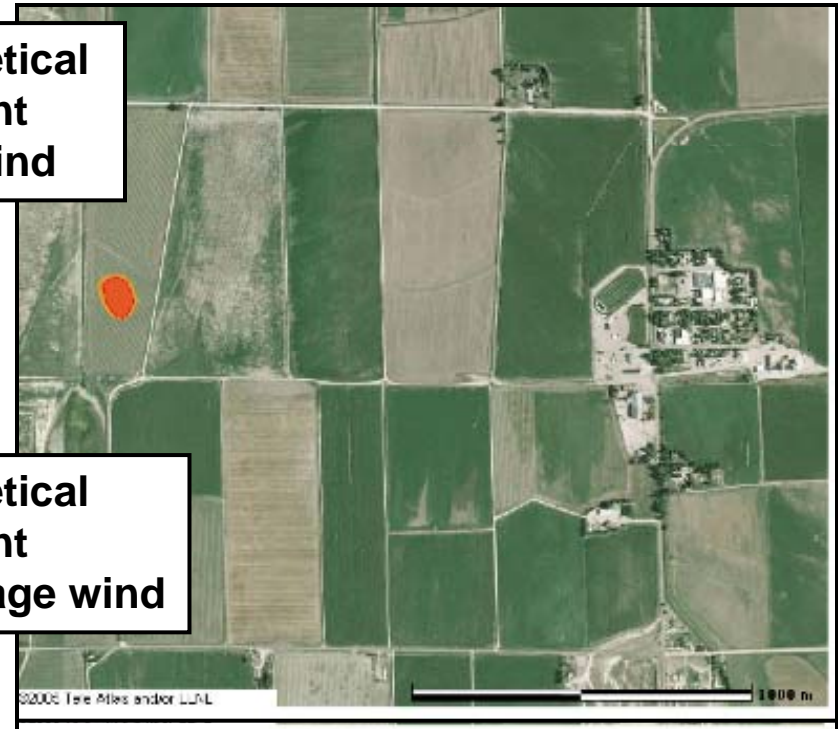 etical
nt
ind
etical
nt
age wind
©2005 Tele Atlas and/or LLNL
1000 m